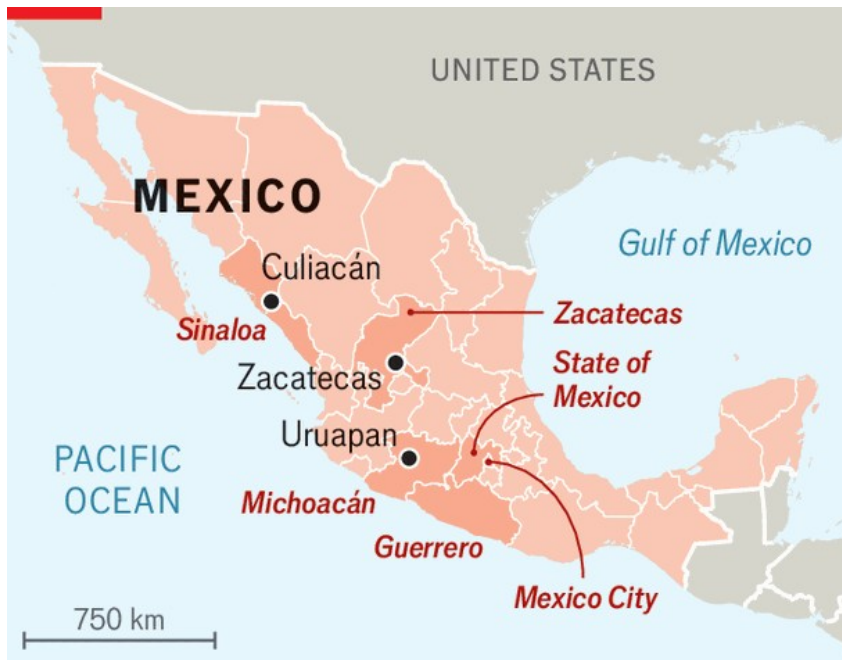 UNITED STATES
MEXICO
Gulf of Mexico
Culiacán
Sinaloa
Zacatecas
Zacatecas
State of
Mexico
Uruapan
PACIFIC
OCEAN
Michoacán
Guerrero
Mexico City
750 km